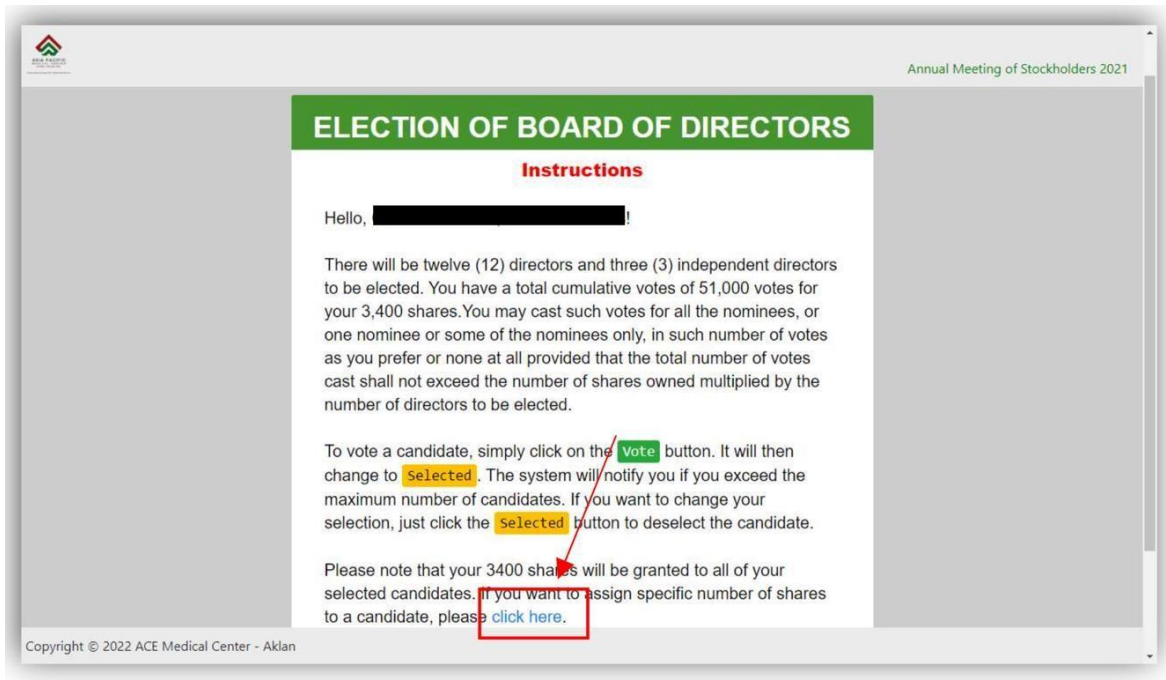 ASIA PACIFIC
Annual Meeting of Stockholders 2021
ELECTION OF BOARD OF DIRECTORS
Instructions
Hello, !
There will be twelve (12) directors and three (3) independent directors
to be elected. You have a total cumulative votes of 51,000 votes for
your 3,400 shares.You may cast such votes for all the nominees, or
one nominee or some of the nominees only, in such number of votes
as you prefer or none at all provided that the total number of votes
cast shall not exceed the number of shares owned multiplied by the
number of directors to be elected.
To vote a candidate, simply click on the Vote button. It will then
change to Selected. The system will notify you if you exceed the
maximum number of candidates. If you want to change your
selection, just click the Selected button to deselect the candidate.
Please note that your 3400 shares will be granted to all of your
selected candidates. If you want to assign specific number of shares
to a candidate, please click here.
Copyright © 2022 ACE Medical Center - Aklan